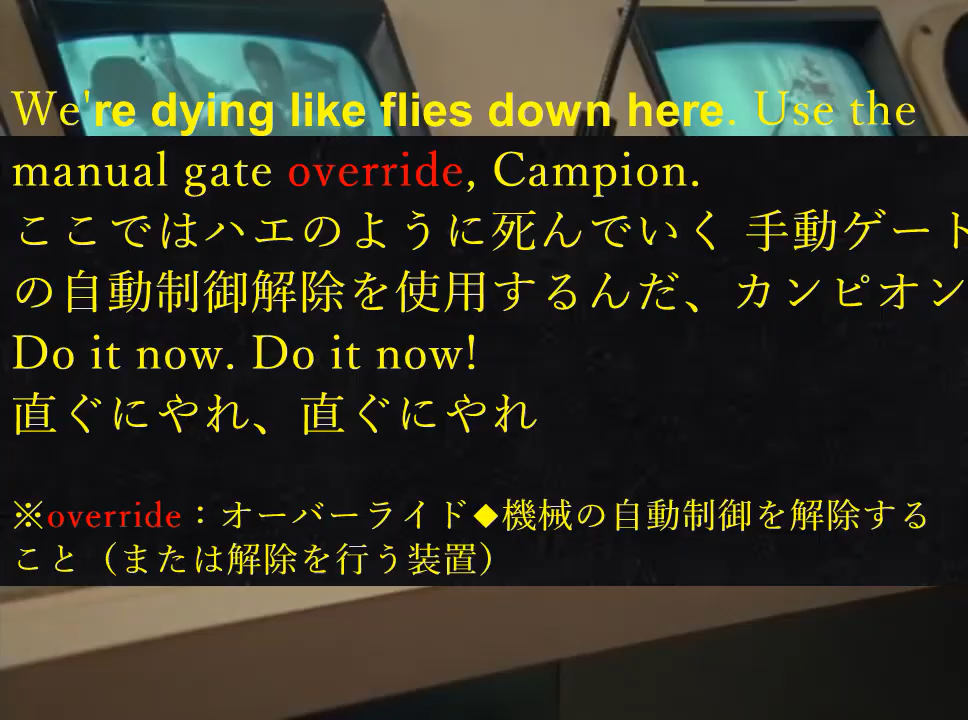 We're dying like flies down here. Use the
manual gate override, Campion.
ここではハエのように死んでいく 手動ゲート
の自動制御解除を使用するんだ、カンピオン
Do it now. Do it now!
直ぐにやれ、直ぐにやれ
※override：オーバーライド◆機械の自動制御を解除する
こと（または解除を行う装置）